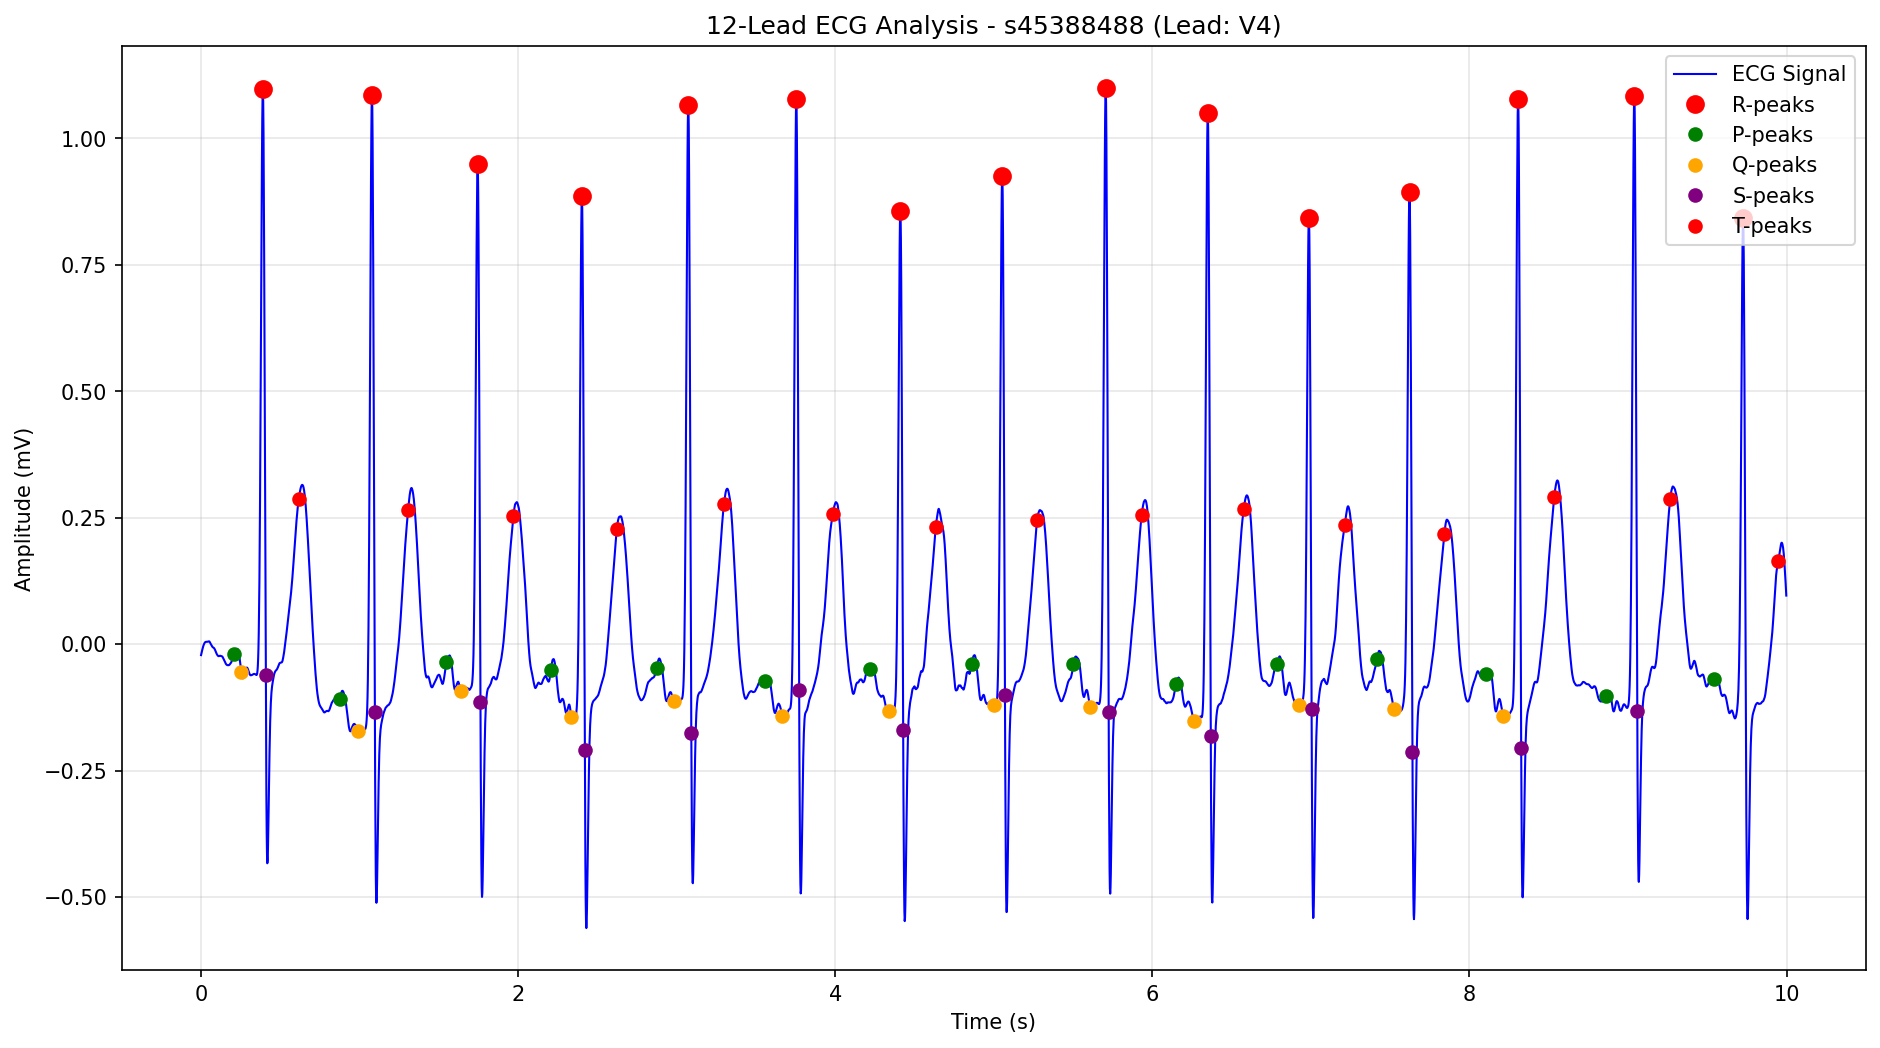 12-Lead ECG Analysis - s45388488 (Lead: V4)
ECG Signal
R-peaks
P-peaks
Q-peaks
S-peaks
T-peaks
Amplitude (mV)
1.00
0.75
0.50
0.25
0.00
−0.25
−0.50
0 2 4 6 8 10
Time (s)